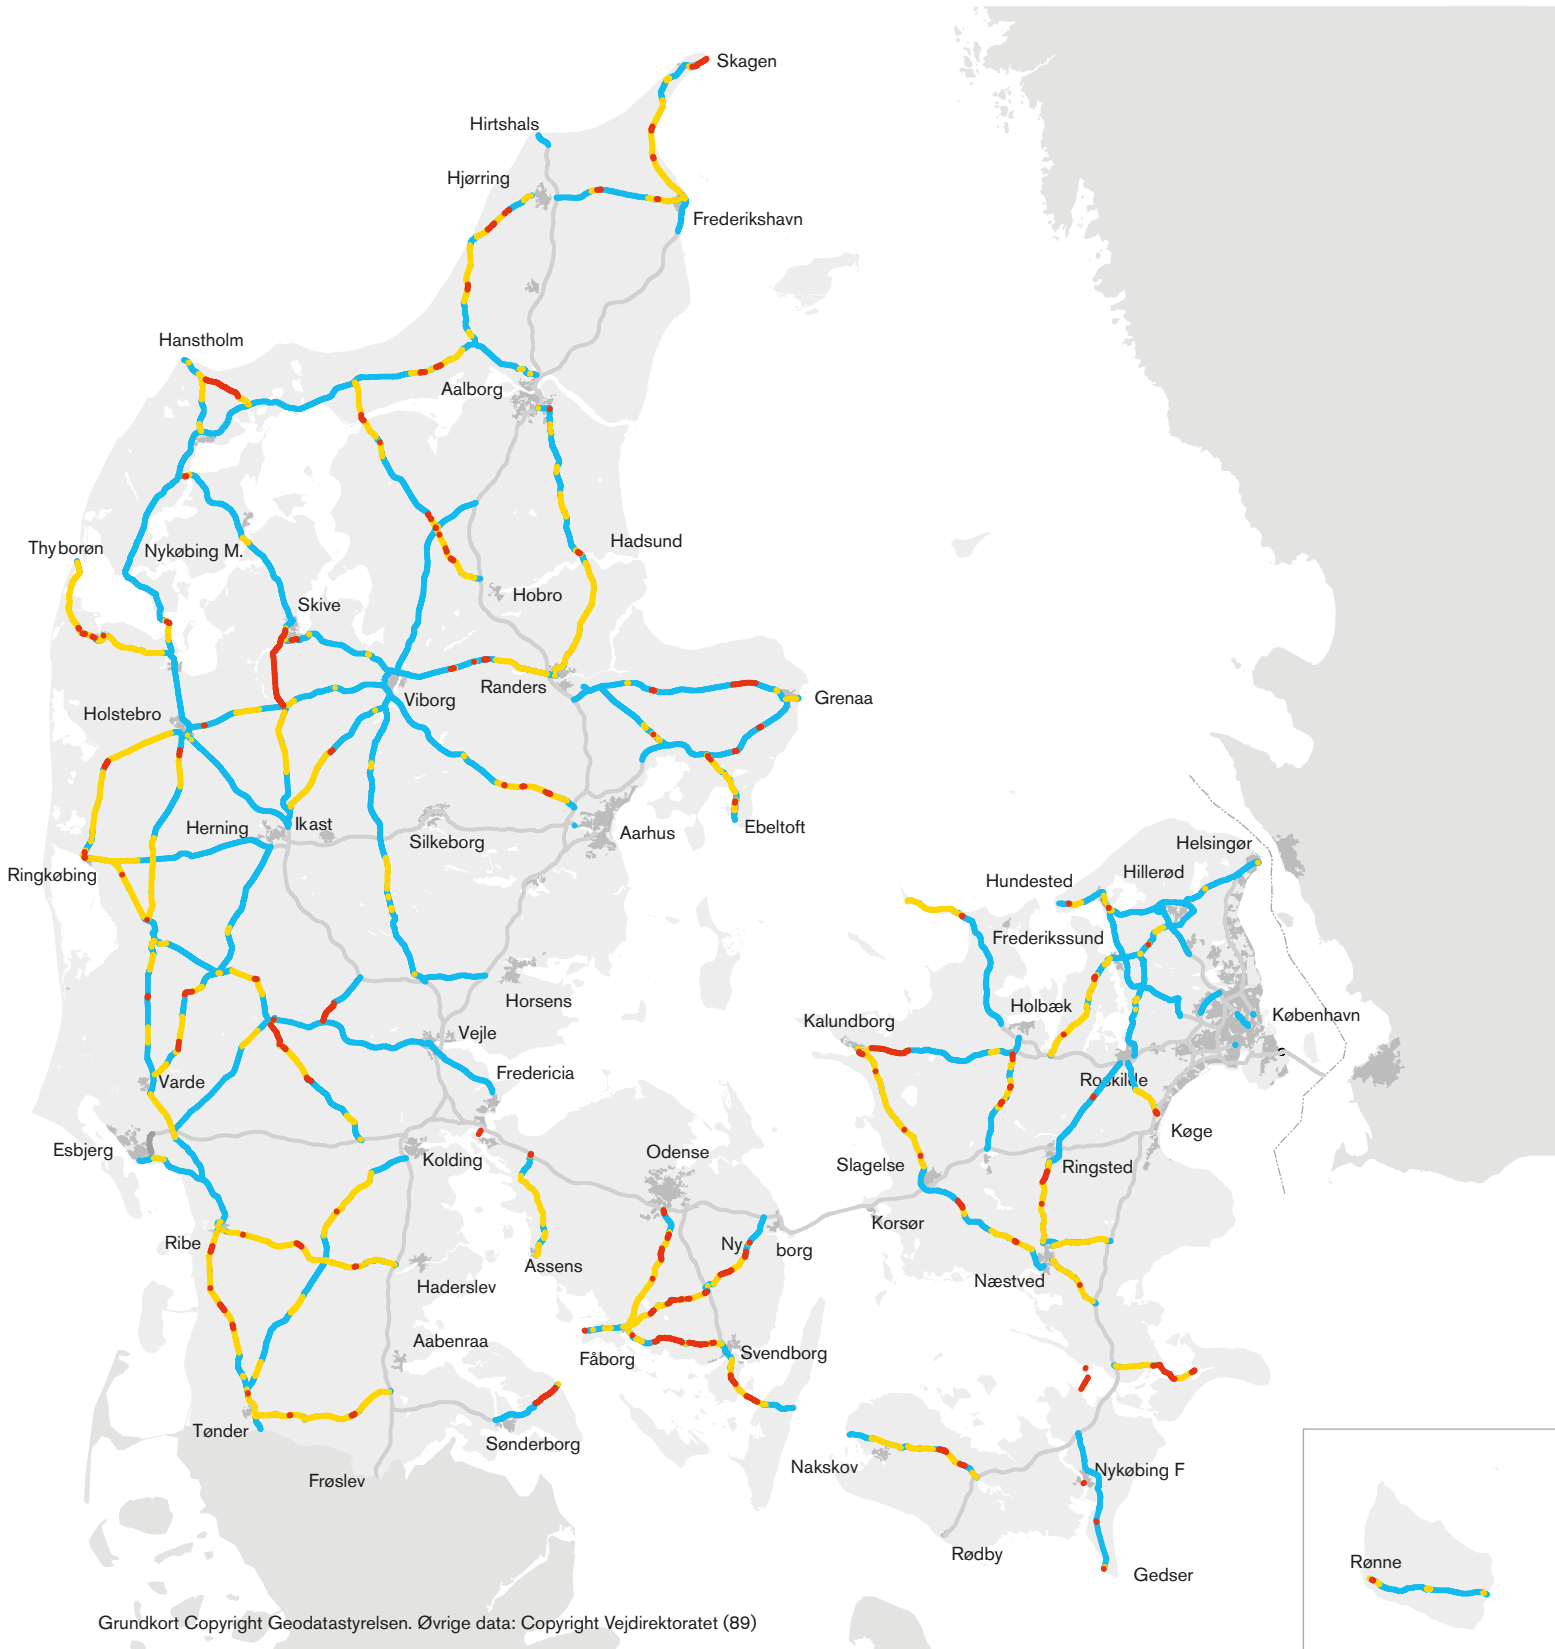 Skagen
Hirtshals
Hjørring
Frederikshavn
Hanstholm
Aalborg
Thyborøn
Nykøbing M.
Hadsund
Hobro
Skive
Randers
Viborg
Grenaa
Holstebro
Herning
Ikast
Silkeborg
Aarhus
Ebeltoft
Ringkøbing
Helsingør
Hillerød
Hundested
Frederikssund
Horsens
Holbæk
Kalundborg
København
Vejle
Fredericia
Varde
Roskilde
Esbjerg
Kolding
Odense
Køge
Slagelse
Ringsted
Korsør
Ribe
Ny borg
Assens
Næstved
Haderslev
Aabenraa
Fåborg
Svendborg
Tønder
Sønderborg
Nakskov
Nykøbing F
Frøslev
Rødby
Gedser
Rønne
Grundkort Copyright Geodatastyrelsen. Øvrige data: Copyright Vejdirektoratet (89)